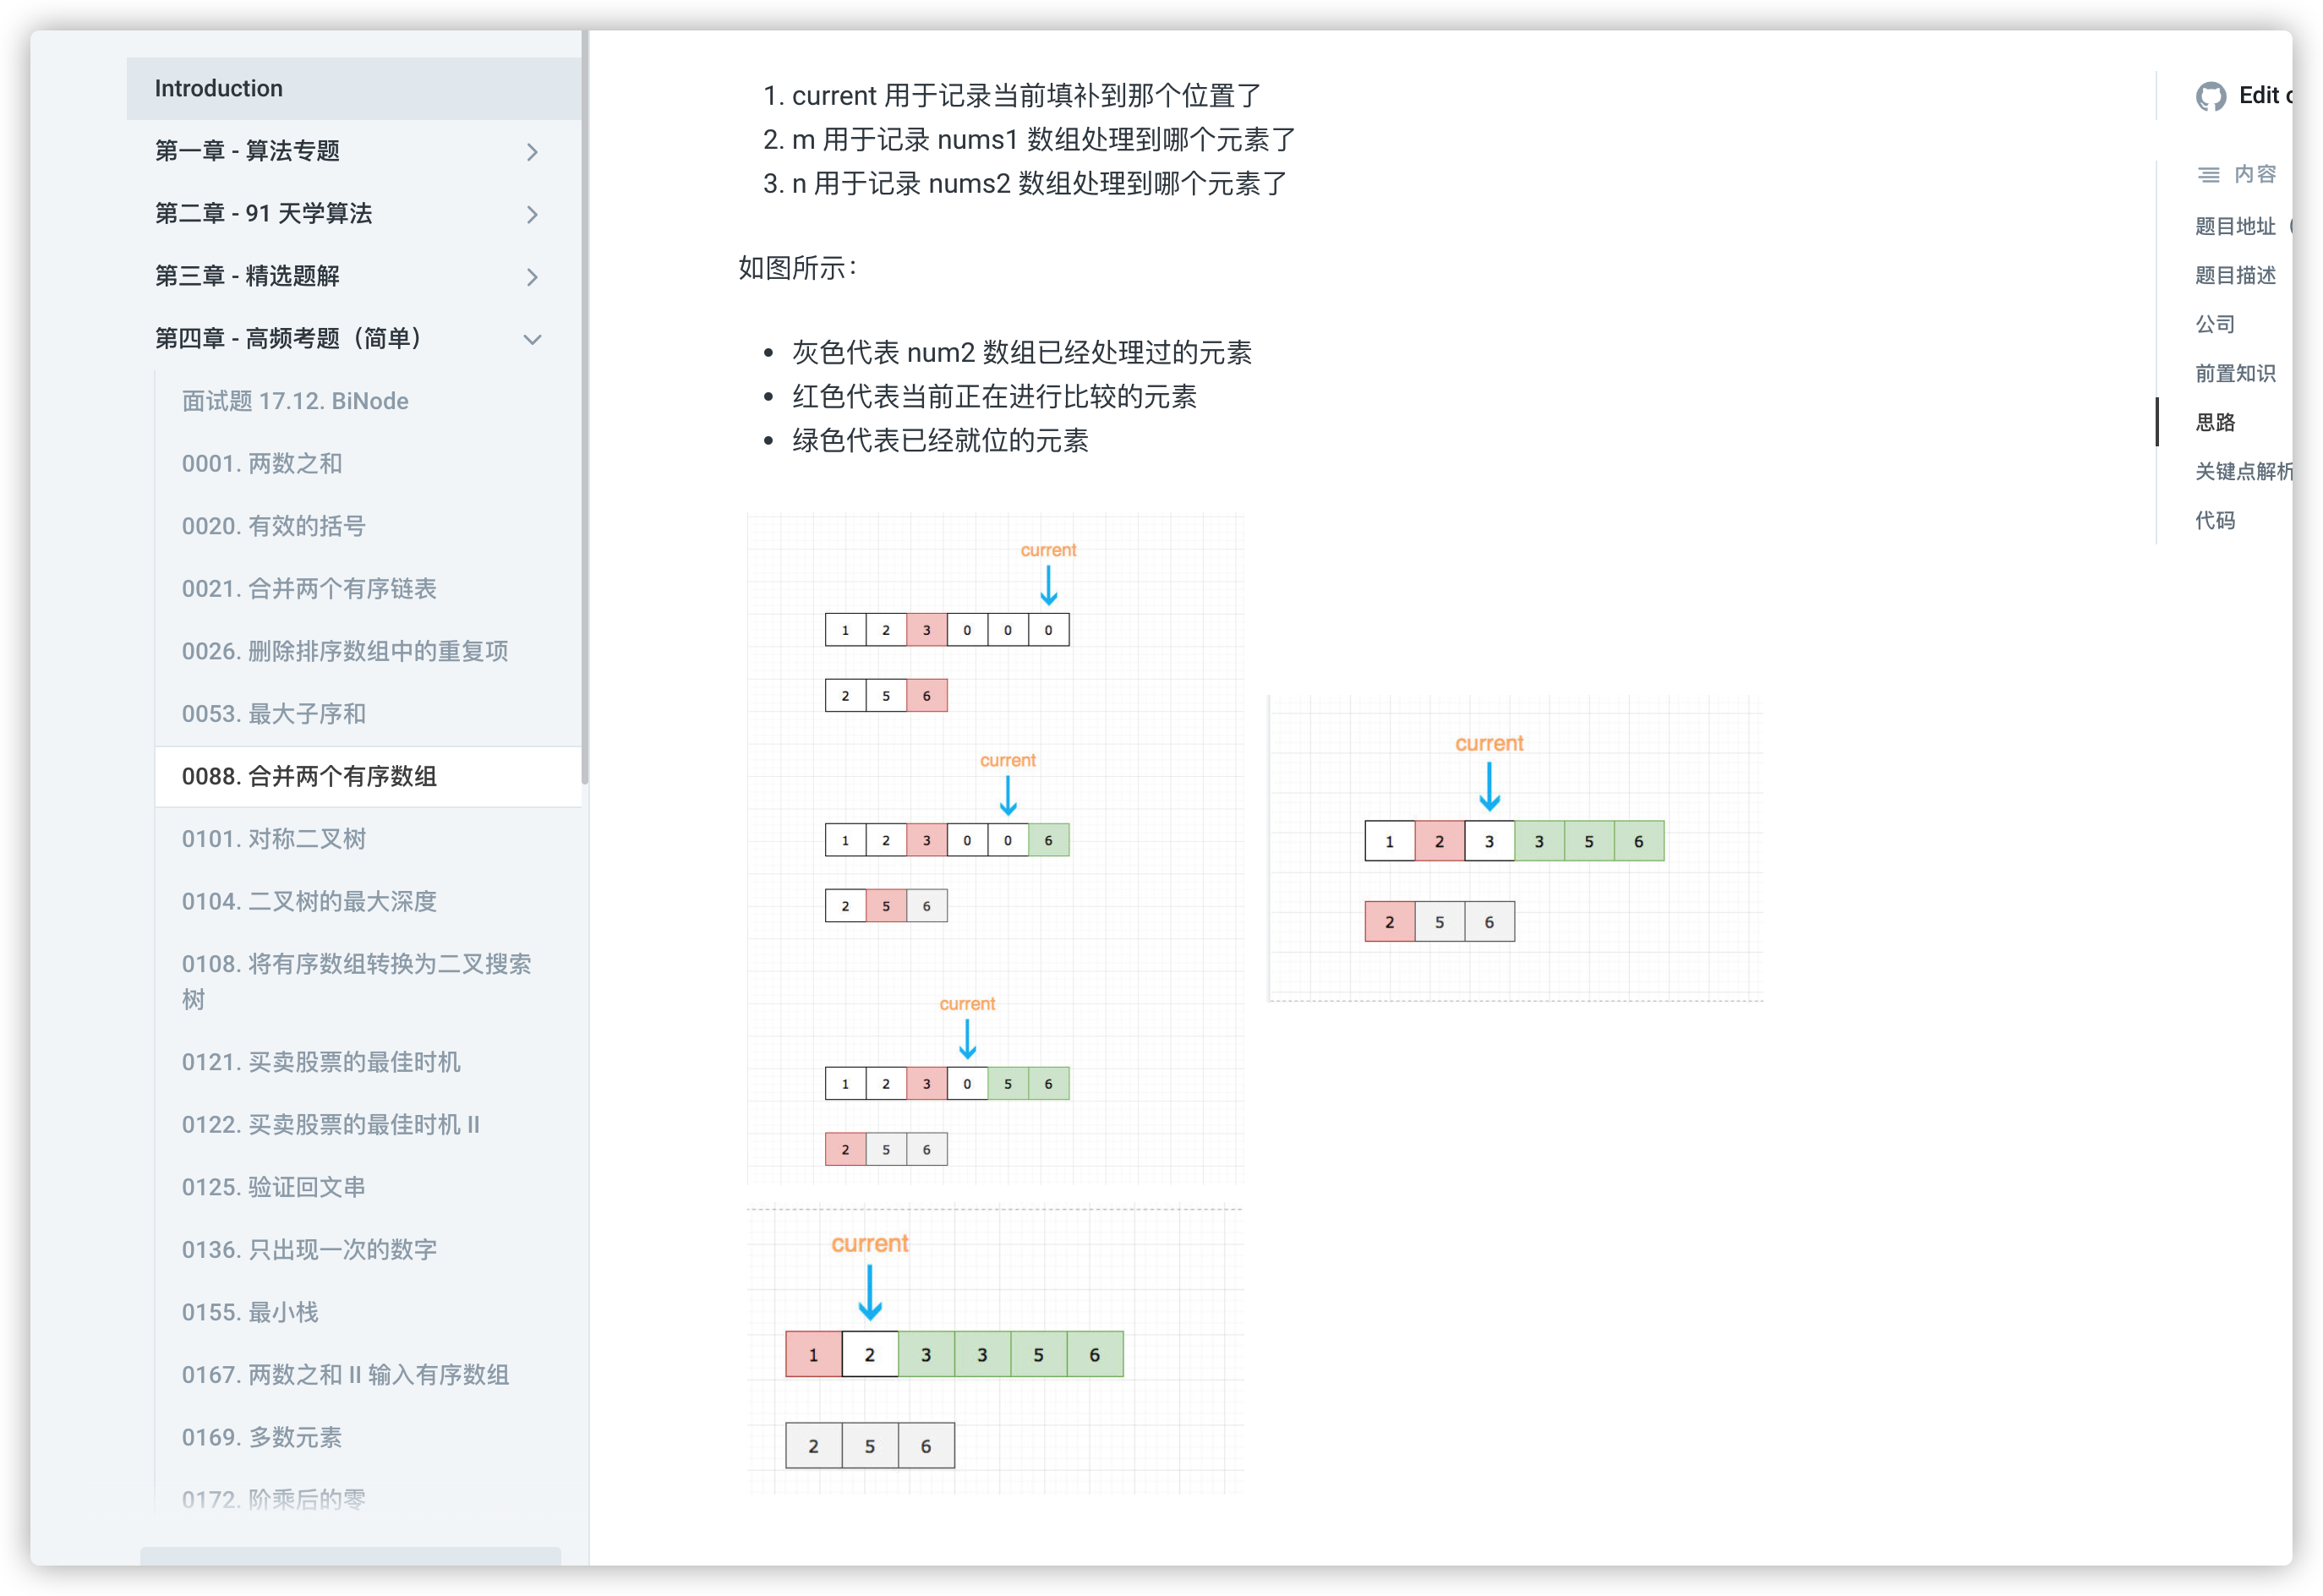 Introduction
第一章 - 算法专题
第二章 - 91 天学算法
第三章 - 精选题解
第四章 - 高频考题（简单）
面试题 17.12. BiNode
0001. 两数之和
0020. 有效的括号
0021. 合并两个有序链表
0026. 删除排序数组中的重复项
0053. 最大子序和
0088. 合并两个有序数组
0101. 对称二叉树
0104. 二叉树的最大深度
0108. 将有序数组转换为二叉搜索
树
0121. 买卖股票的最佳时机
0122. 买卖股票的最佳时机 II
0125. 验证回文串
0136. 只出现一次的数字
0155. 最小栈
0167. 两数之和 II 输入有序数组
0169. 多数元素
0172. 阶乘后的零
1. current 用于记录当前填补到那个位置了
2. m 用于记录 nums1 数组处理到哪个元素了
3. n 用于记录 nums2 数组处理到哪个元素了
如图所示：
• 灰色代表 num2 数组已经处理过的元素
• 红色代表当前正在进行比较的元素
• 绿色代表已经就位的元素
current
1 2 3 0 0 0
2 5 6
current
1 2 3 0 0 6
2 5 6
current
1 2 3 0 5 6
2 5 6
current
1 2 3 3 5 6
2 5 6
current
1 2 3 3 5 6
2 5 6
Edit
内容
题目地址
题目描述
公司
前置知识
思路
关键点解析
代码